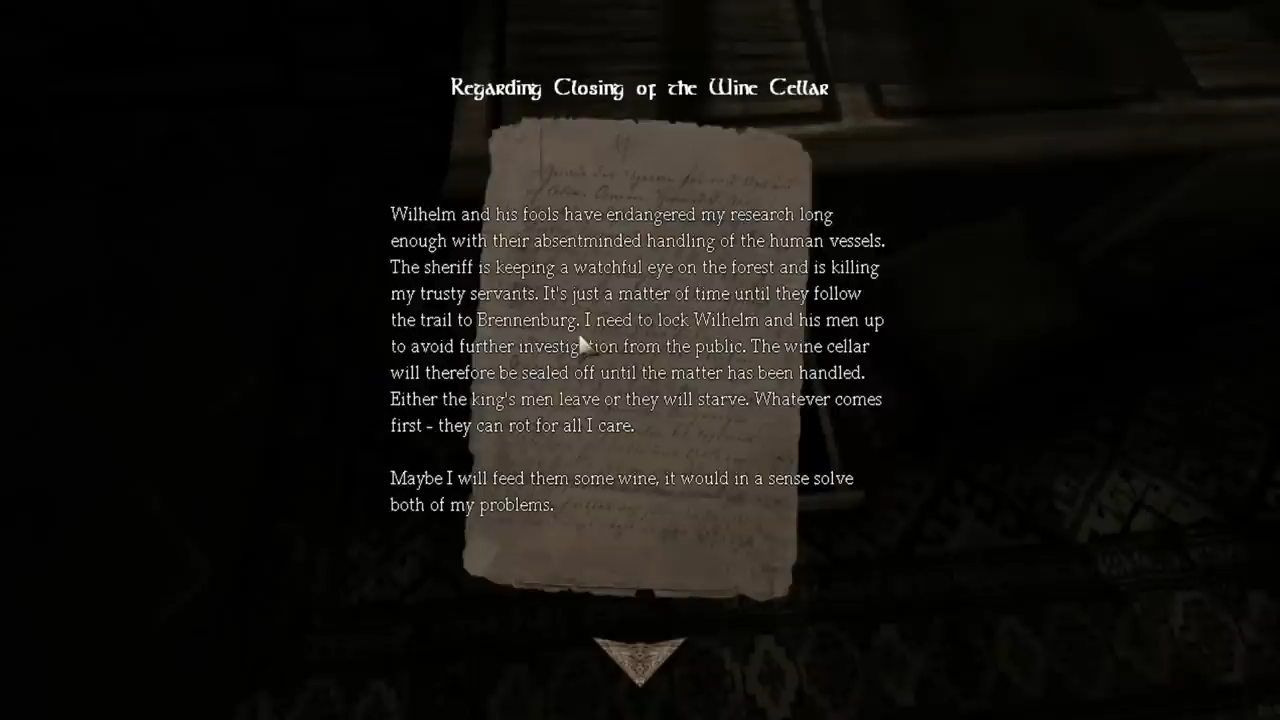 Regarding Closing of the Wine Cellar
Wilhelm and his fools have endangered my research long
enough with their absentminded handling of the human vessels.
The sheriff is keeping a watchful eye on the forest and is killing
my trusty servants. It's just a matter of time until they follow
the trail to Brennenburg. I need to lock Wilhelm and his men up
to avoid further investigation from the public. The wine cellar
will therefore be sealed off until the matter has been handled.
Either the king's men leave or they will starve. Whatever comes
first - they can rot for all I care.
Maybe I will feed them some wine, it would in a sense solve
both of my problems.